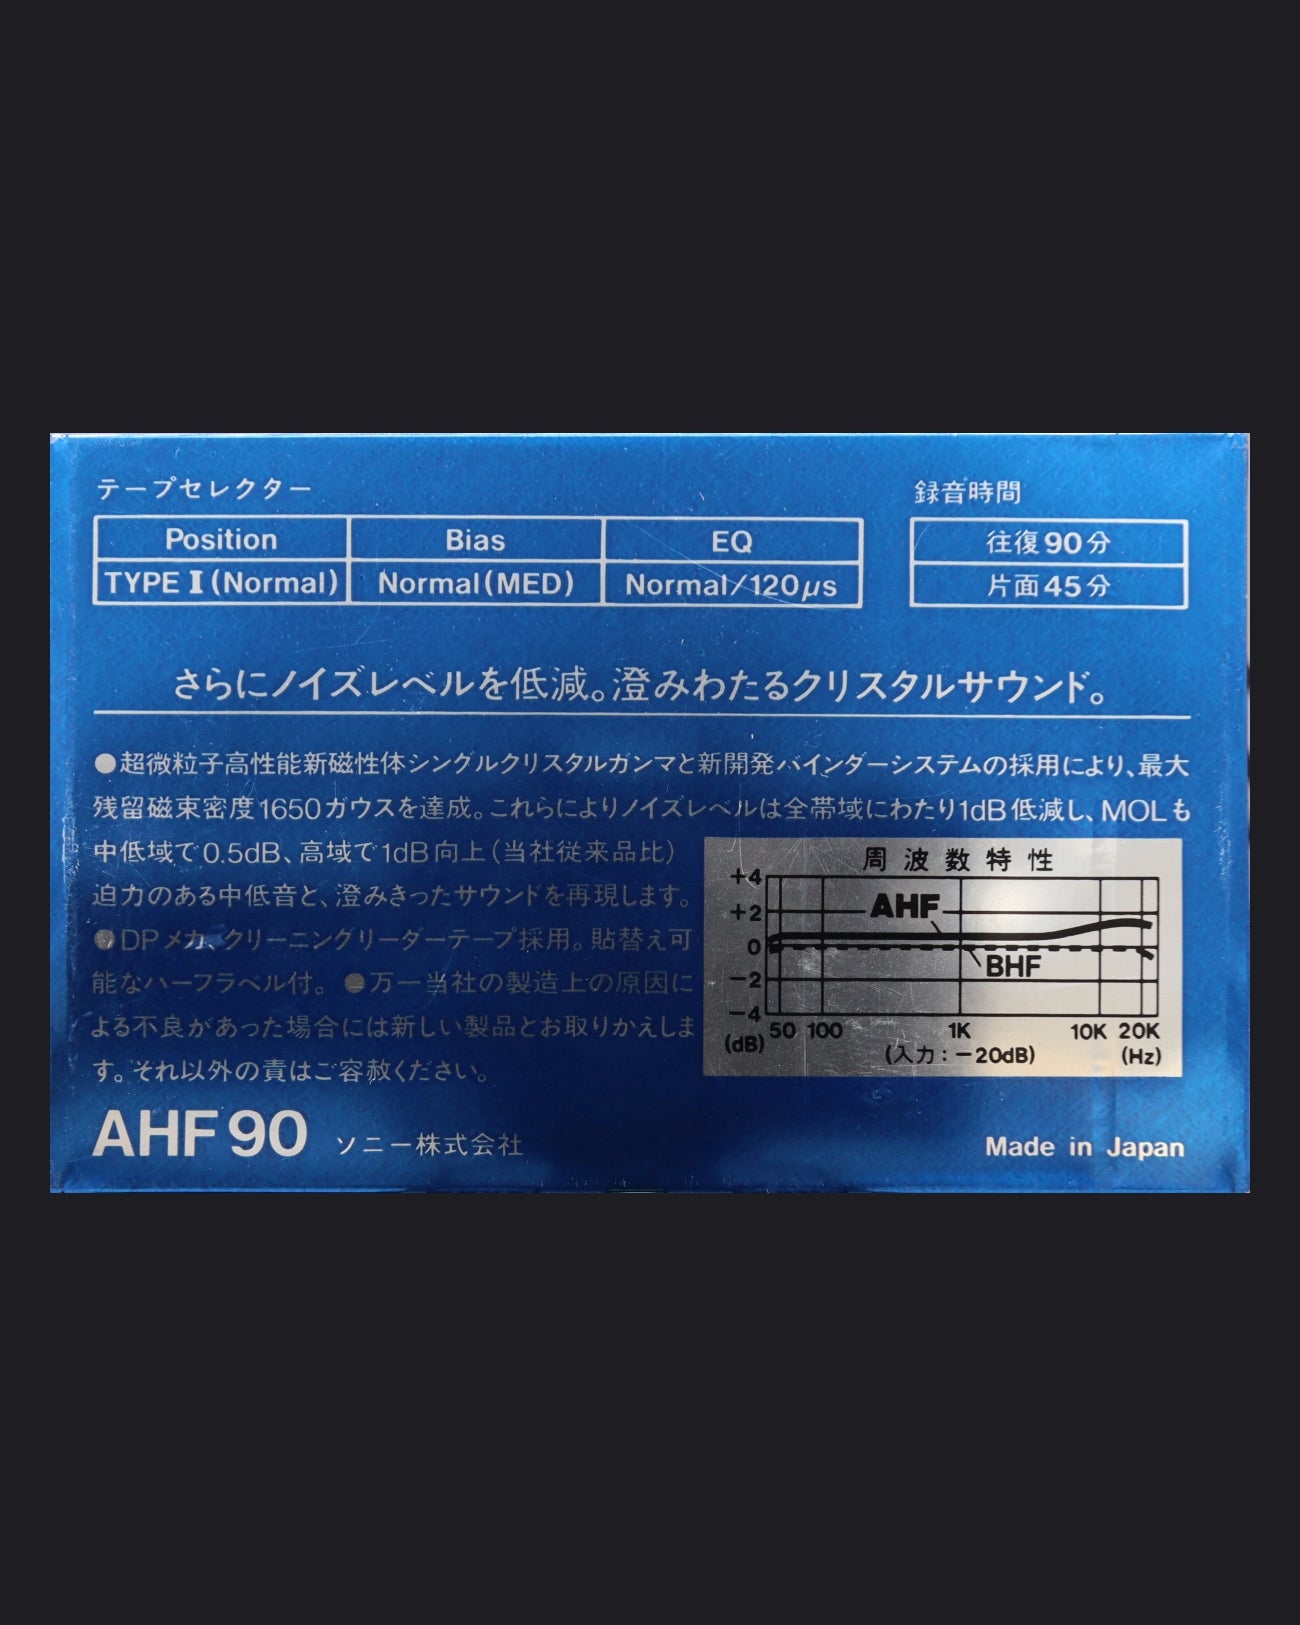 テープセレクター
Position Bias EQ
TYPE I (Normal) Normal (MED) Normal/120μs
録音時間
往復90分
片面45分
さらにノイズレベルを低減。澄みわたるクリスタルサウンド。
●超微粒子高性能新磁性体シングルクリスタルガンマと新開発バインダーシステムの採用により、最大
残留磁束密度1650ガウスを達成。これらによりノイズレベルは全帯域にわたり1dB低減し、MOLも
中低域で0.5dB、高域で1dB向上(当社従来品比)
迫力のある中低音と、澄みきったサウンドを再現します。
●DPメカ、クリーニングリーダーテープ採用。貼替え可
能なハーフラベル付。●万一当社の製造上の原因に
よる不良があった場合には新しい製品とお取りかえしま
す。それ以外の責はご容赦ください。
周波数特性
+4
+2
0
-2
-4
(dB)
AHF
BHF
50 100 1K 10K 20K
(入力:-20dB) (Hz)
AHF 90 ソニー株式会社
Made in Japan